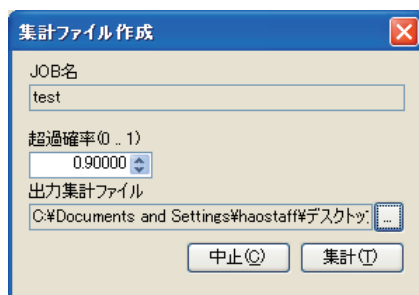 集計ファイル作成
JOB名
test
超過確率(0 .. 1)
0.90000
出力集計ファイル
C:¥Documents and Settings¥haostaff¥デスクトッ
...
中止(C) 集計(T)